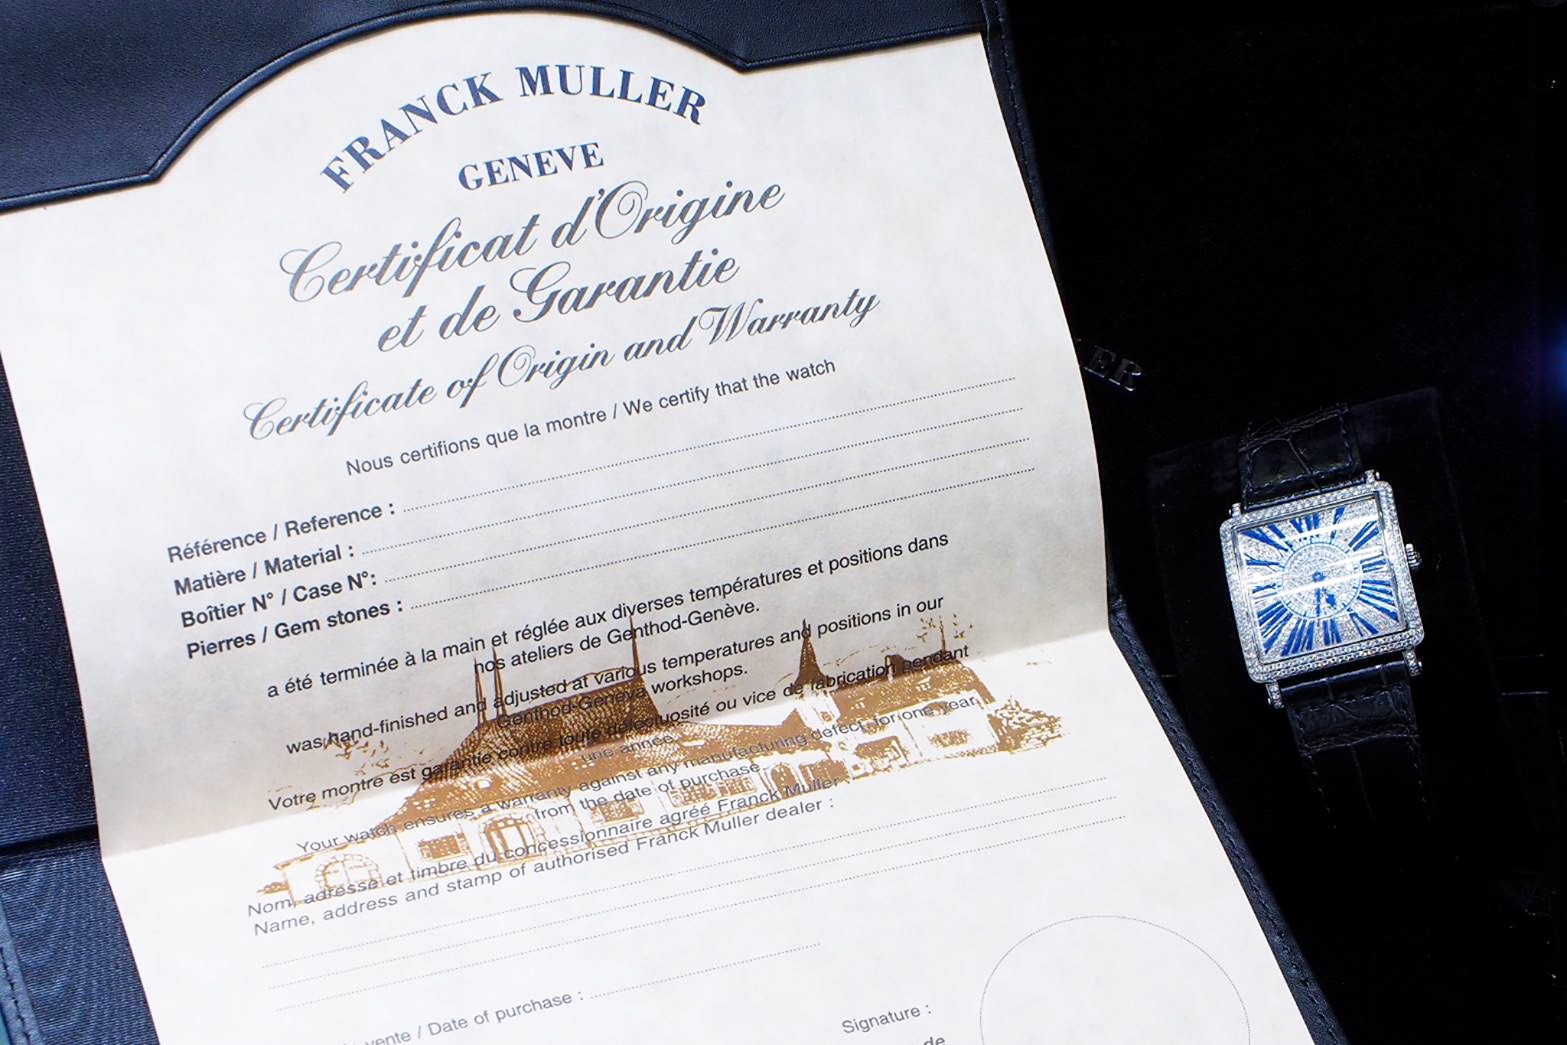 FRANCK MULLER
GENEVE
Certificat d'Origine
et de Garantie
Certificate of Origin and Warranty
Nous certifions que la montre / We certify that the watch
Référence / Reference :
Matière / Material :
Boîtier N° / Case N°:
Pierres / Gem stones :
a été terminée à la main et réglée aux diverses températures et positions dans
nos ateliers de Genthod-Genève.
was hand-finished and adjusted at various temperatures and positions in our
Genthod-Geneva workshops.
Votre montre est garantie contre toute défectuosité ou vice de fabrication pendant
une année.
Your watch ensures a warranty against any manufacturing defect for one year
from the date of purchase
Nom, adresse et timbre du concessionnaire agréé Franck Muller
Name, address and stamp of authorised Franck Muller dealer :
vente / Date of purchase :
Signature :
de
ER